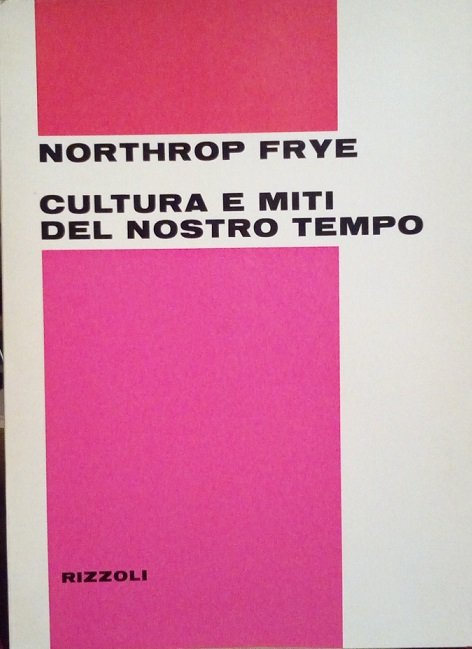 NORTHROP FRYE
CULTURA E MITI
DEL NOSTRO TEMPO
RIZZOLI